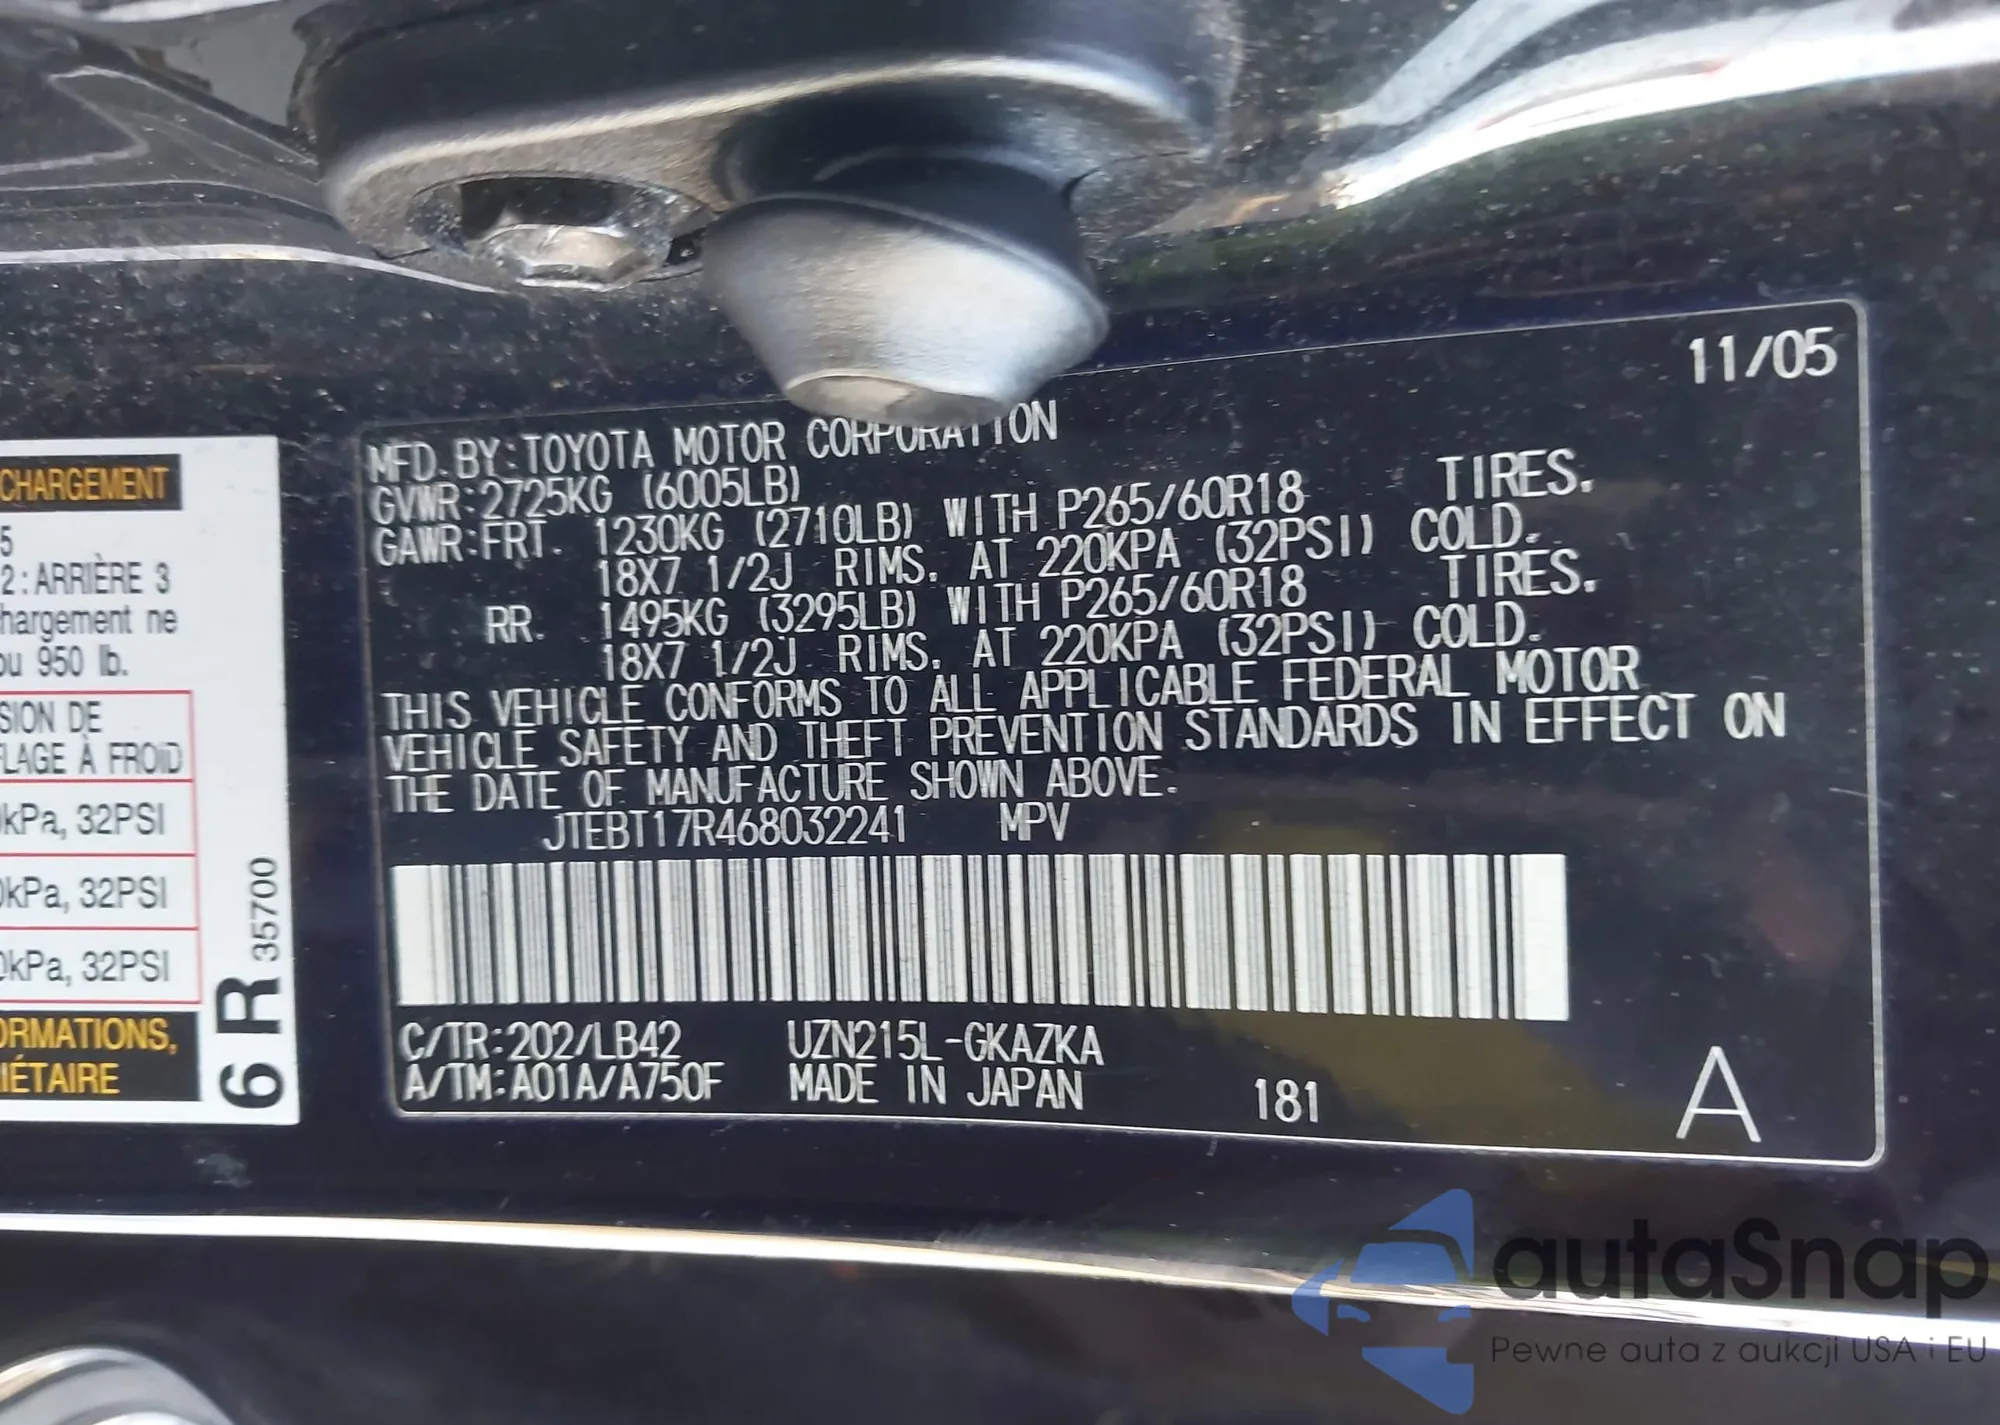 11/05
MFD. BY:TOYOTA MOTOR CORPORATION
GVWR:2725KG (6005LB)
GAWR:FRT. 1230KG (2710LB) WITH P265/60R18 TIRES,
18X7 1/2J RIMS, AT 220KPA (32PSI) COLD.
RR. 1495KG (3295LB) WITH P265/60R18 TIRES,
18X7 1/2J RIMS, AT 220KPA (32PSI) COLD.
THIS VEHICLE CONFORMS TO ALL APPLICABLE FEDERAL MOTOR
VEHICLE SAFETY AND THEFT PREVENTION STANDARDS IN EFFECT ON
THE DATE OF MANUFACTURE SHOWN ABOVE.
JTEBT17R468032241 MPV
C/TR:202/LB42 UZN215L-GKAZKA
A/TM:A01A/A750F MADE IN JAPAN 181 A
CHARGEMENT
5
2 : ARRIÈRE 3
hargement ne
ou 950 lb.
SION DE
FLAGE À FROID
0kPa, 32PSI
0kPa, 32PSI
0kPa, 32PSI
ORMATIONS,
IÉTAIRE
6 R 35700
autaSnap
Pewne auta z aukcji USA i EU